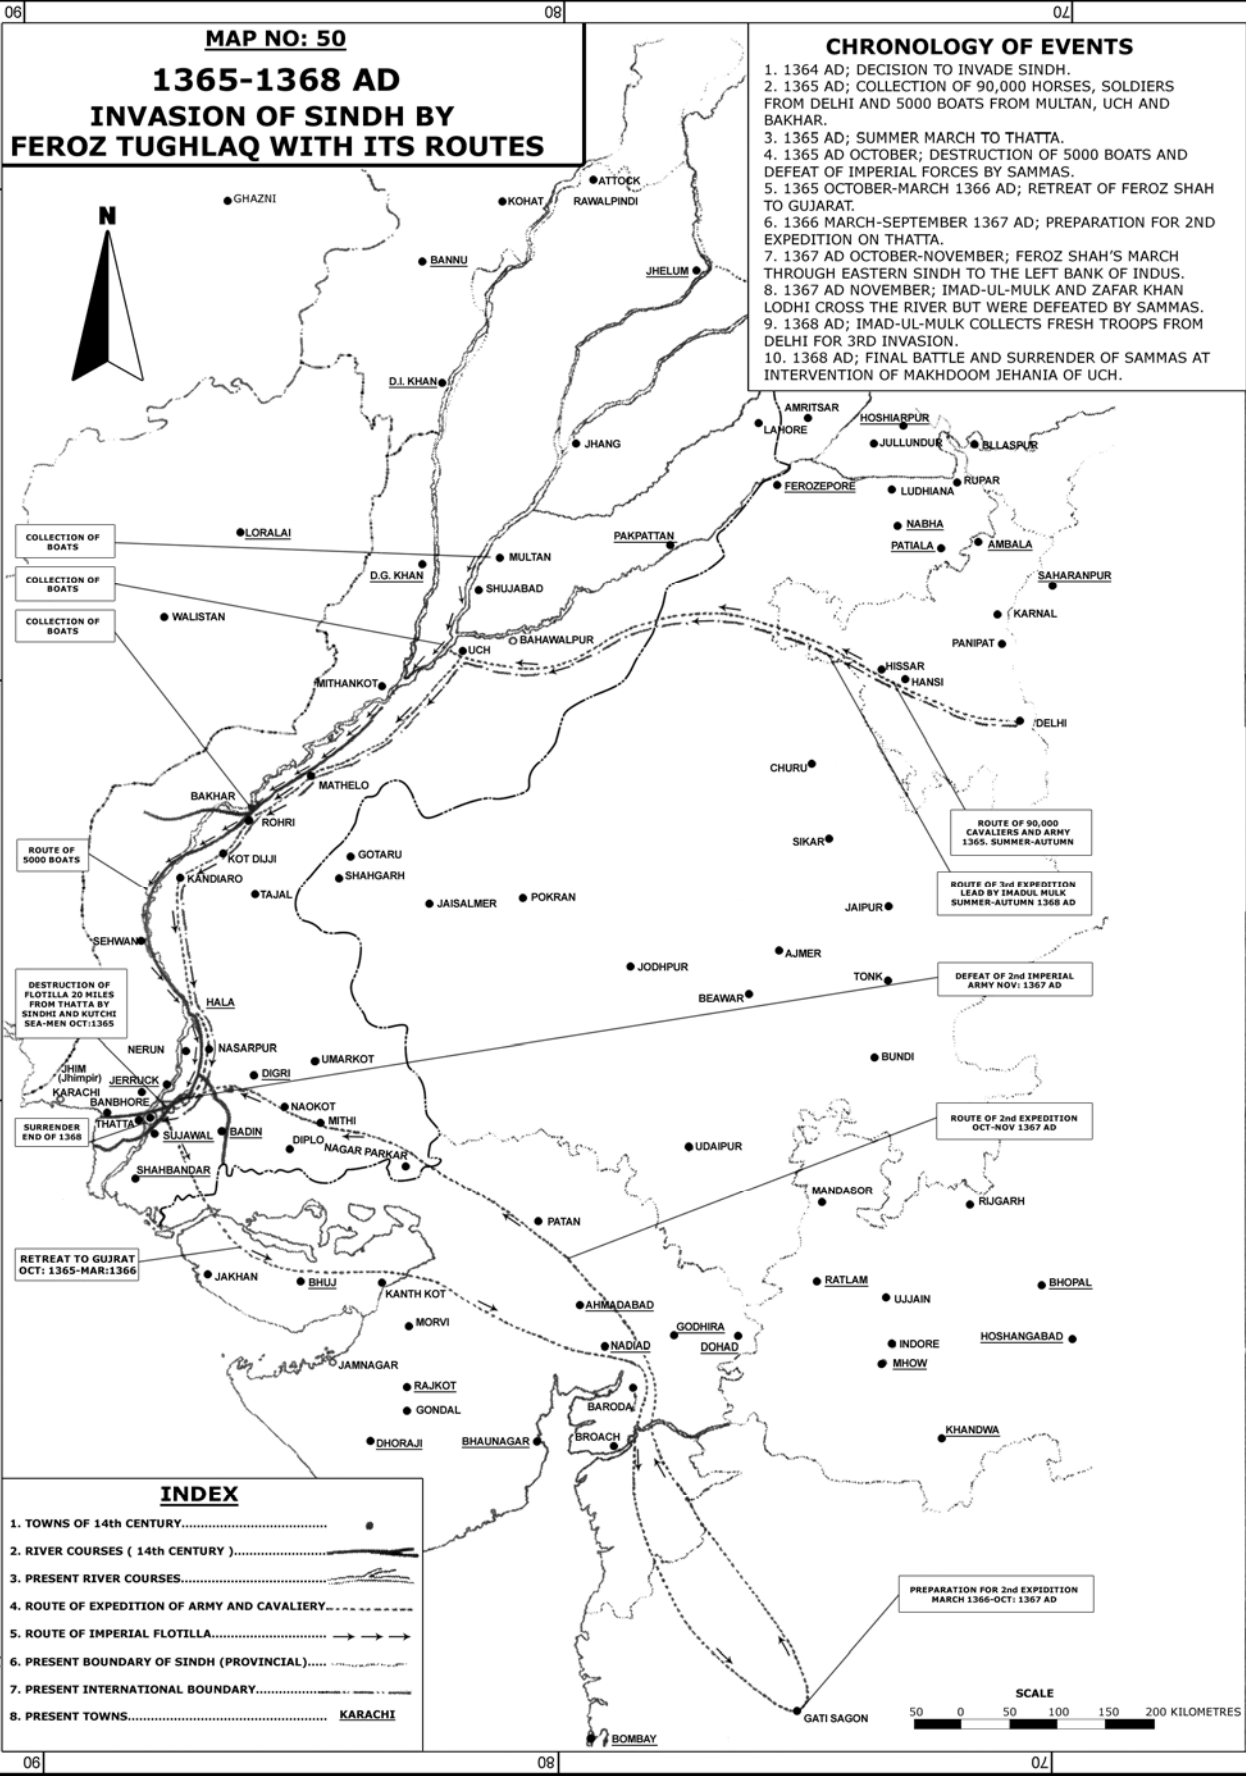 90
80
70
MAP NO: 50
1365-1368 AD
INVASION OF SINDH BY
FEROZ TUGHLAQ WITH ITS ROUTES
CHRONOLOGY OF EVENTS
1. 1364 AD; DECISION TO INVADE SINDH.
2. 1365 AD; COLLECTION OF 90,000 HORSES, SOLDIERS
FROM DELHI AND 5000 BOATS FROM MULTAN, UCH AND
BAKHAR.
3. 1365 AD; SUMMER MARCH TO THATTA.
4. 1365 AD OCTOBER; DESTRUCTION OF 5000 BOATS AND
DEFEAT OF IMPERIAL FORCES BY SAMMAS.
5. 1365 OCTOBER-MARCH 1366 AD; RETREAT OF FEROZ SHAH
TO GUJARAT.
6. 1366 MARCH-SEPTEMBER 1367 AD; PREPARATION FOR 2ND
EXPEDITION ON THATTA.
7. 1367 AD OCTOBER-NOVEMBER; FEROZ SHAH'S MARCH
THROUGH EASTERN SINDH TO THE LEFT BANK OF INDUS.
8. 1367 AD NOVEMBER; IMAD-UL-MULK AND ZAFAR KHAN
LODHI CROSS THE RIVER BUT WERE DEFEATED BY SAMMAS.
9. 1368 AD; IMAD-UL-MULK COLLECTS FRESH TROOPS FROM
DELHI FOR 3RD INVASION.
10. 1368 AD; FINAL BATTLE AND SURRENDER OF SAMMAS AT
INTERVENTION OF MAKHDOOM JEHANIA OF UCH.
N
GHAZNI
ATTOCK
KOHAT
RAWALPINDI
BANNU
JHELUM
D.I. KHAN
AMRITSAR
LAHORE
HOSHIARPUR
JULLUNDUR
BLLASPUR
JHANG
FEROZEPORE
LUDHIANA
RUPAR
NABHA
PATIALA
AMBALA
LORALAI
COLLECTION OF
BOATS
MULTAN
PAKPATTAN
D.G. KHAN
COLLECTION OF
BOATS
SHUJABAD
SAHARANPUR
WALISTAN
COLLECTION OF
BOATS
KARNAL
BAHAWALPUR
UCH
PANIPAT
HISSAR
HANSI
MITHANKOT
DELHI
CHURU
MATHELO
BAKHAR
ROHRI
ROUTE OF 90,000
CAVALIERS AND ARMY
1365. SUMMER-AUTUMN
SIKAR
ROUTE OF
5000 BOATS
KOT DIJJI
GOTARU
KANDIARO
SHAHGARH
TAJAL
JAISALMER
POKRAN
ROUTE OF 3rd EXPEDITION
LEAD BY IMADUL MULK
SUMMER-AUTUMN 1368 AD
JAIPUR
SEHWAN
AJMER
JODHPUR
TONK
BEAWAR
DEFEAT OF 2nd IMPERIAL
ARMY NOV: 1367 AD
DESTRUCTION OF
FLOTILLA 20 MILES
FROM THATTA BY
SINDHI AND KUTCHI
SEA-MEN OCT:1365
HALA
NERUN
NASARPUR
UMARKOT
BUNDI
JHIM
(Jhimpir)
JERRUCK
DIGRI
KARACHI
BANBHORE
NAOKOT
THATTA
MITHI
SURRENDER
END OF 1368
SUJAWAL
BADIN
DIPLO
NAGAR PARKAR
ROUTE OF 2nd EXPEDITION
OCT-NOV 1367 AD
UDAIPUR
SHAHBANDAR
MANDASOR
RIJGARH
PATAN
RETREAT TO GUJRAT
OCT: 1365-MAR:1366
JAKHAN
BHUJ
KANTH KOT
RATLAM
BHOPAL
UJJAIN
AHMADABAD
MORVI
GODHIRA
DOHAD
NADIAD
INDORE
HOSHANGABAD
MHOW
JAMNAGAR
RAJKOT
GONDAL
BARODA
DHORAJI
BHAUNAGAR
BROACH
KHANDWA
INDEX
1. TOWNS OF 14th CENTURY
2. RIVER COURSES ( 14th CENTURY )
3. PRESENT RIVER COURSES
4. ROUTE OF EXPEDITION OF ARMY AND CAVALIERY
5. ROUTE OF IMPERIAL FLOTILLA
6. PRESENT BOUNDARY OF SINDH (PROVINCIAL)
7. PRESENT INTERNATIONAL BOUNDARY
8. PRESENT TOWNS KARACHI
PREPARATION FOR 2nd EXPIDITION
MARCH 1366-OCT: 1367 AD
GATI SAGON
BOMBAY
SCALE
50 0 50 100 150 200 KILOMETRES
90
80
70